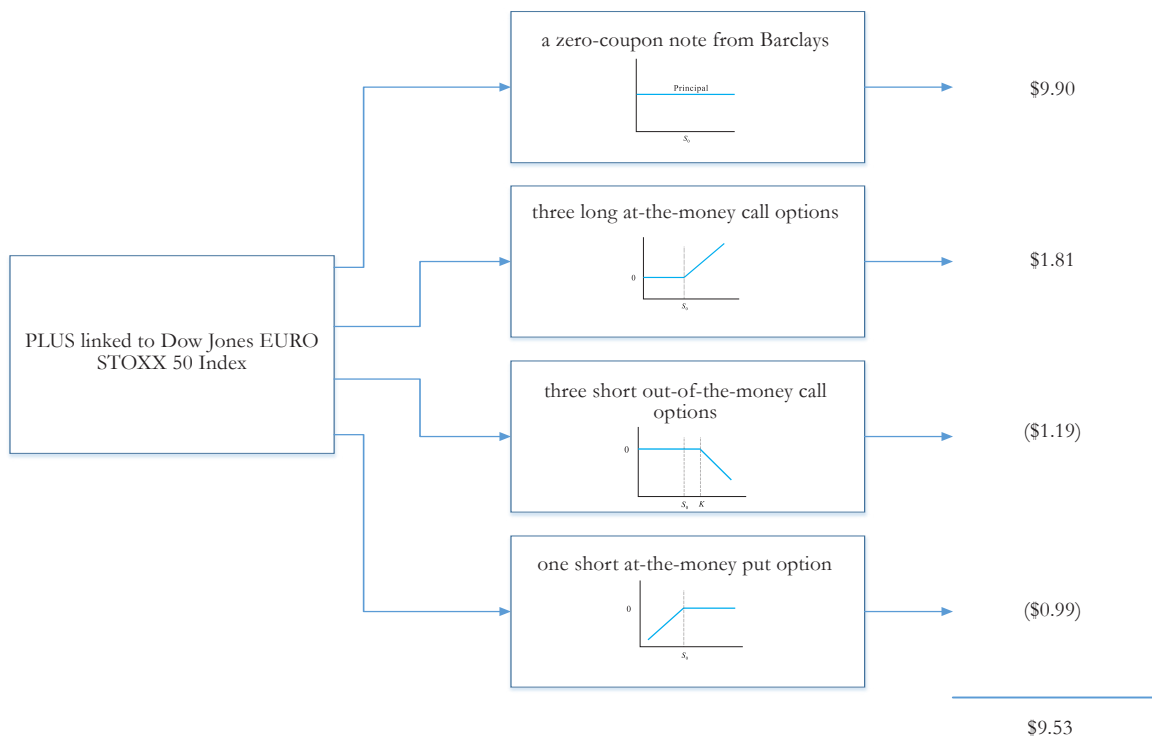 a zero-coupon note from Barclays
Principal
S₀
$9.90
three long at-the-money call options
0
S₀
$1.81
PLUS linked to Dow Jones EURO
STOXX 50 Index
three short out-of-the-money call
options
0
S₀ K
($1.19)
one short at-the-money put option
0
S₀
($0.99)
$9.53